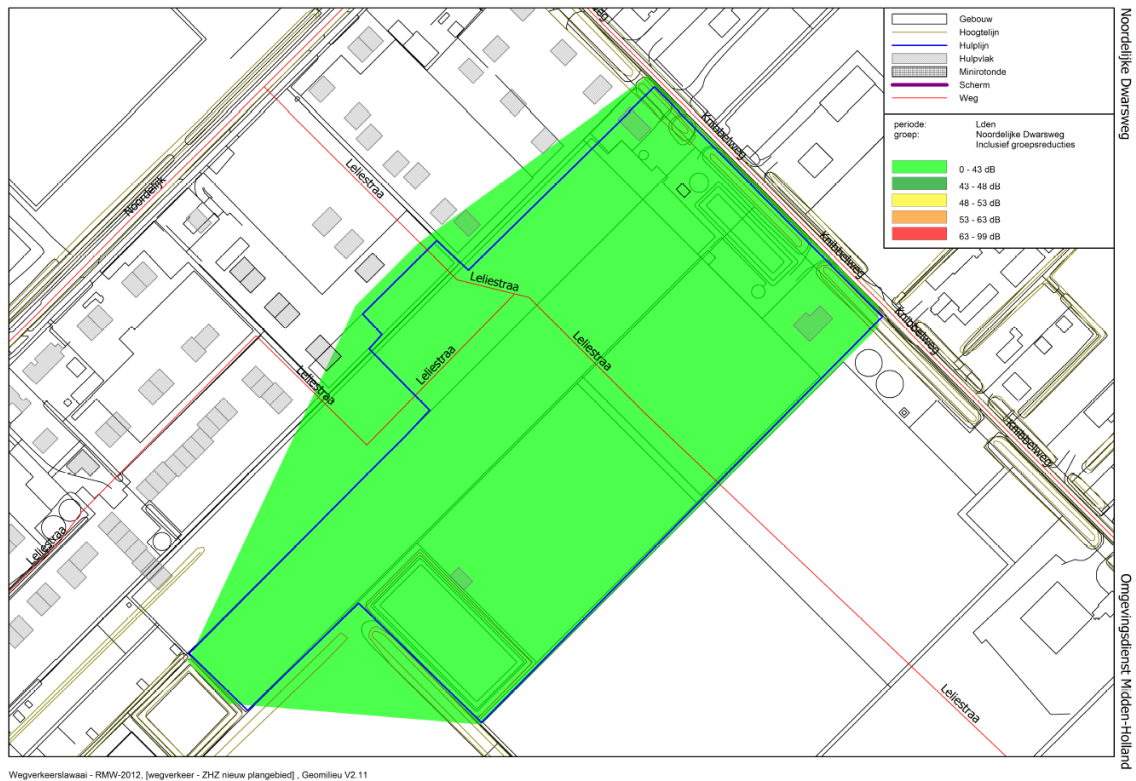 Noordelijke Dwarsweg
Gebouw
Hoogtelijn
Hulplijn
Hulpvlak
Minirotonde
Scherm
Weg
periode: Lden
groep: Noordelijke Dwarsweg
Inclusief groepsreducties
0 - 43 dB
43 - 48 dB
48 - 53 dB
53 - 63 dB
63 - 99 dB
weg
Knibbelweg
Leliestraa
Noordelijk
Knibbelweg
Leliestraa
Knibbelweg
Leliestraa
Leliestraa
Leliestraa
Knibbelweg
Leliestraa
Leliestraa
Omgevingsdienst Midden-Holland
Wegverkeerslawaai - RMW-2012, [wegverkeer - ZHZ nieuw plangebied] , Geomilieu V2.11